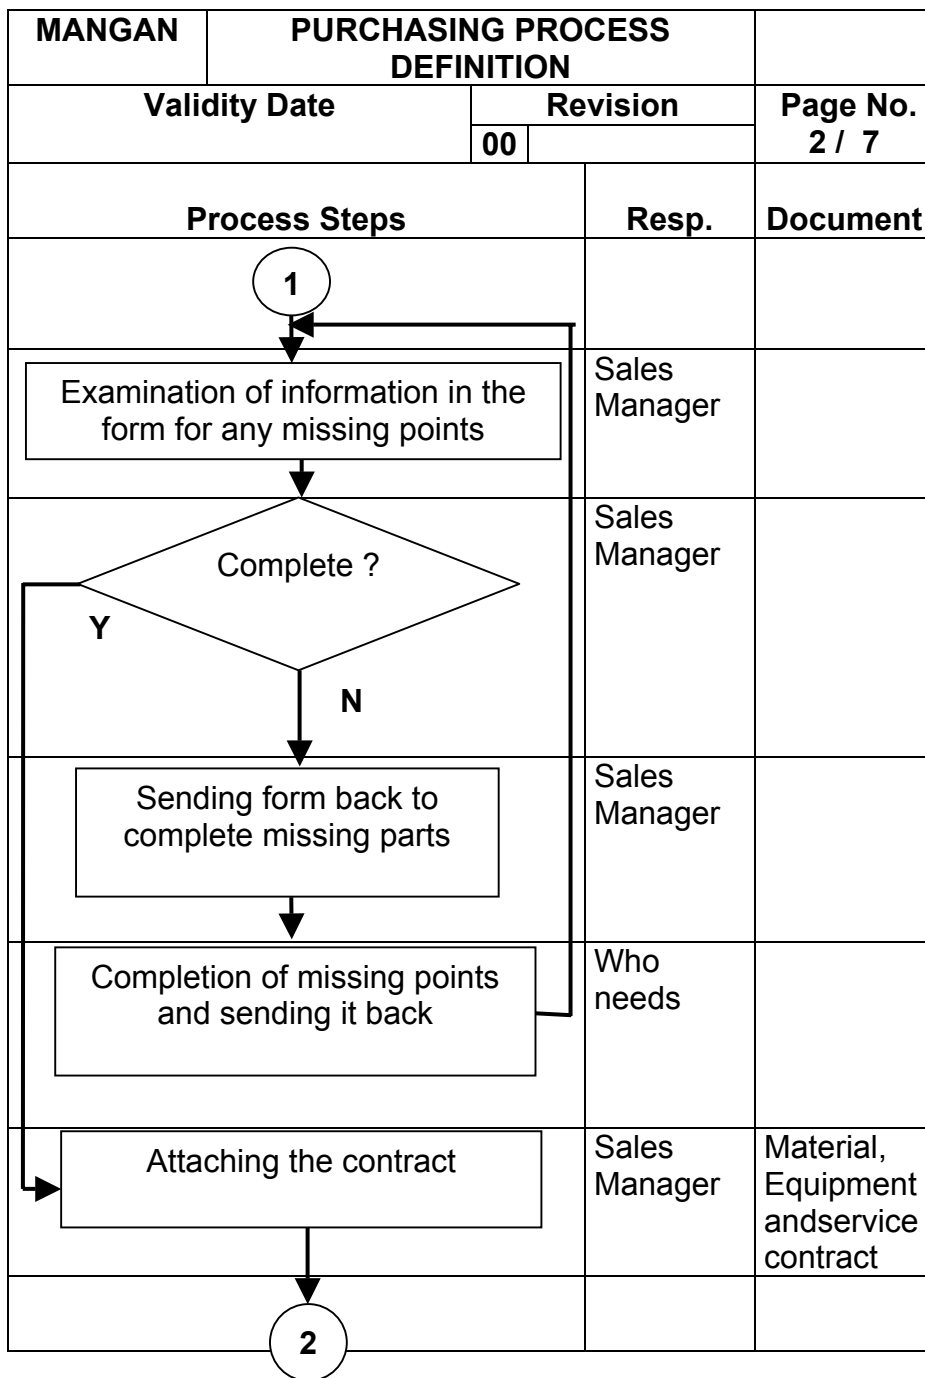 MANGAN
PURCHASING PROCESS
DEFINITION
Validity Date
Revision
Page No.
00
2 / 7
Process Steps
Resp.
Document
1
Examination of information in the
form for any missing points
Sales
Manager
Complete ?
Sales
Manager
Y
N
Sending form back to
complete missing parts
Sales
Manager
Completion of missing points
and sending it back
Who
needs
Attaching the contract
Sales
Manager
Material,
Equipment
andservice
contract
2